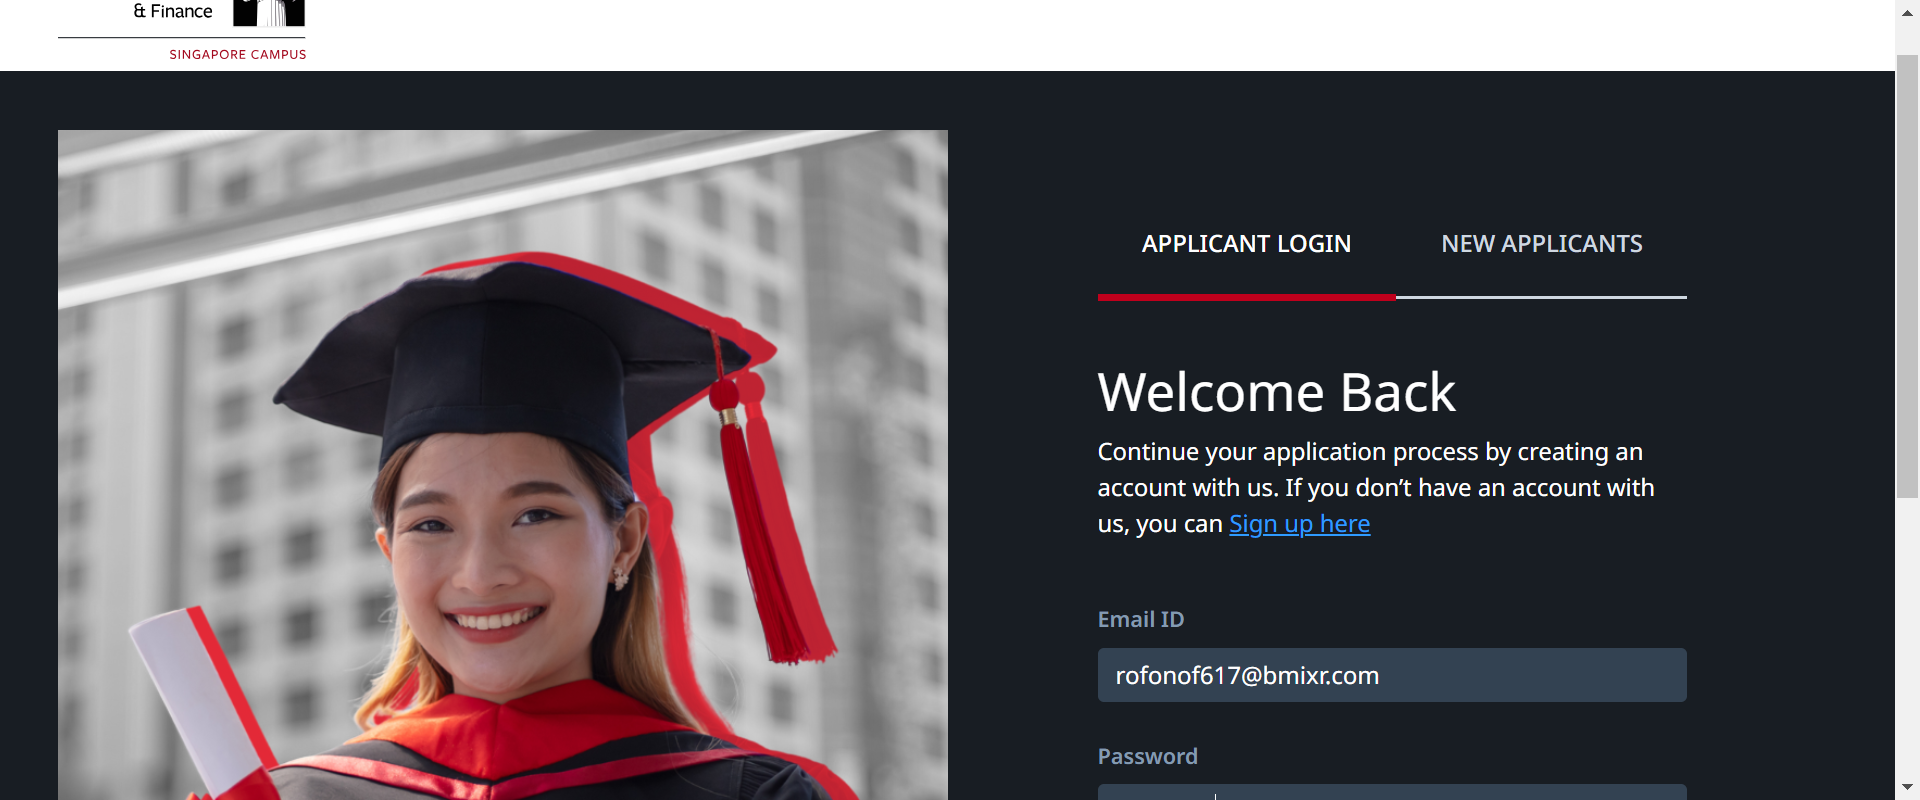 & Finance
SINGAPORE CAMPUS
APPLICANT LOGIN
NEW APPLICANTS
Welcome Back
Continue your application process by creating an
account with us. If you don’t have an account with
us, you can Sign up here
Email ID
rofonof617@bmixr.com
Password